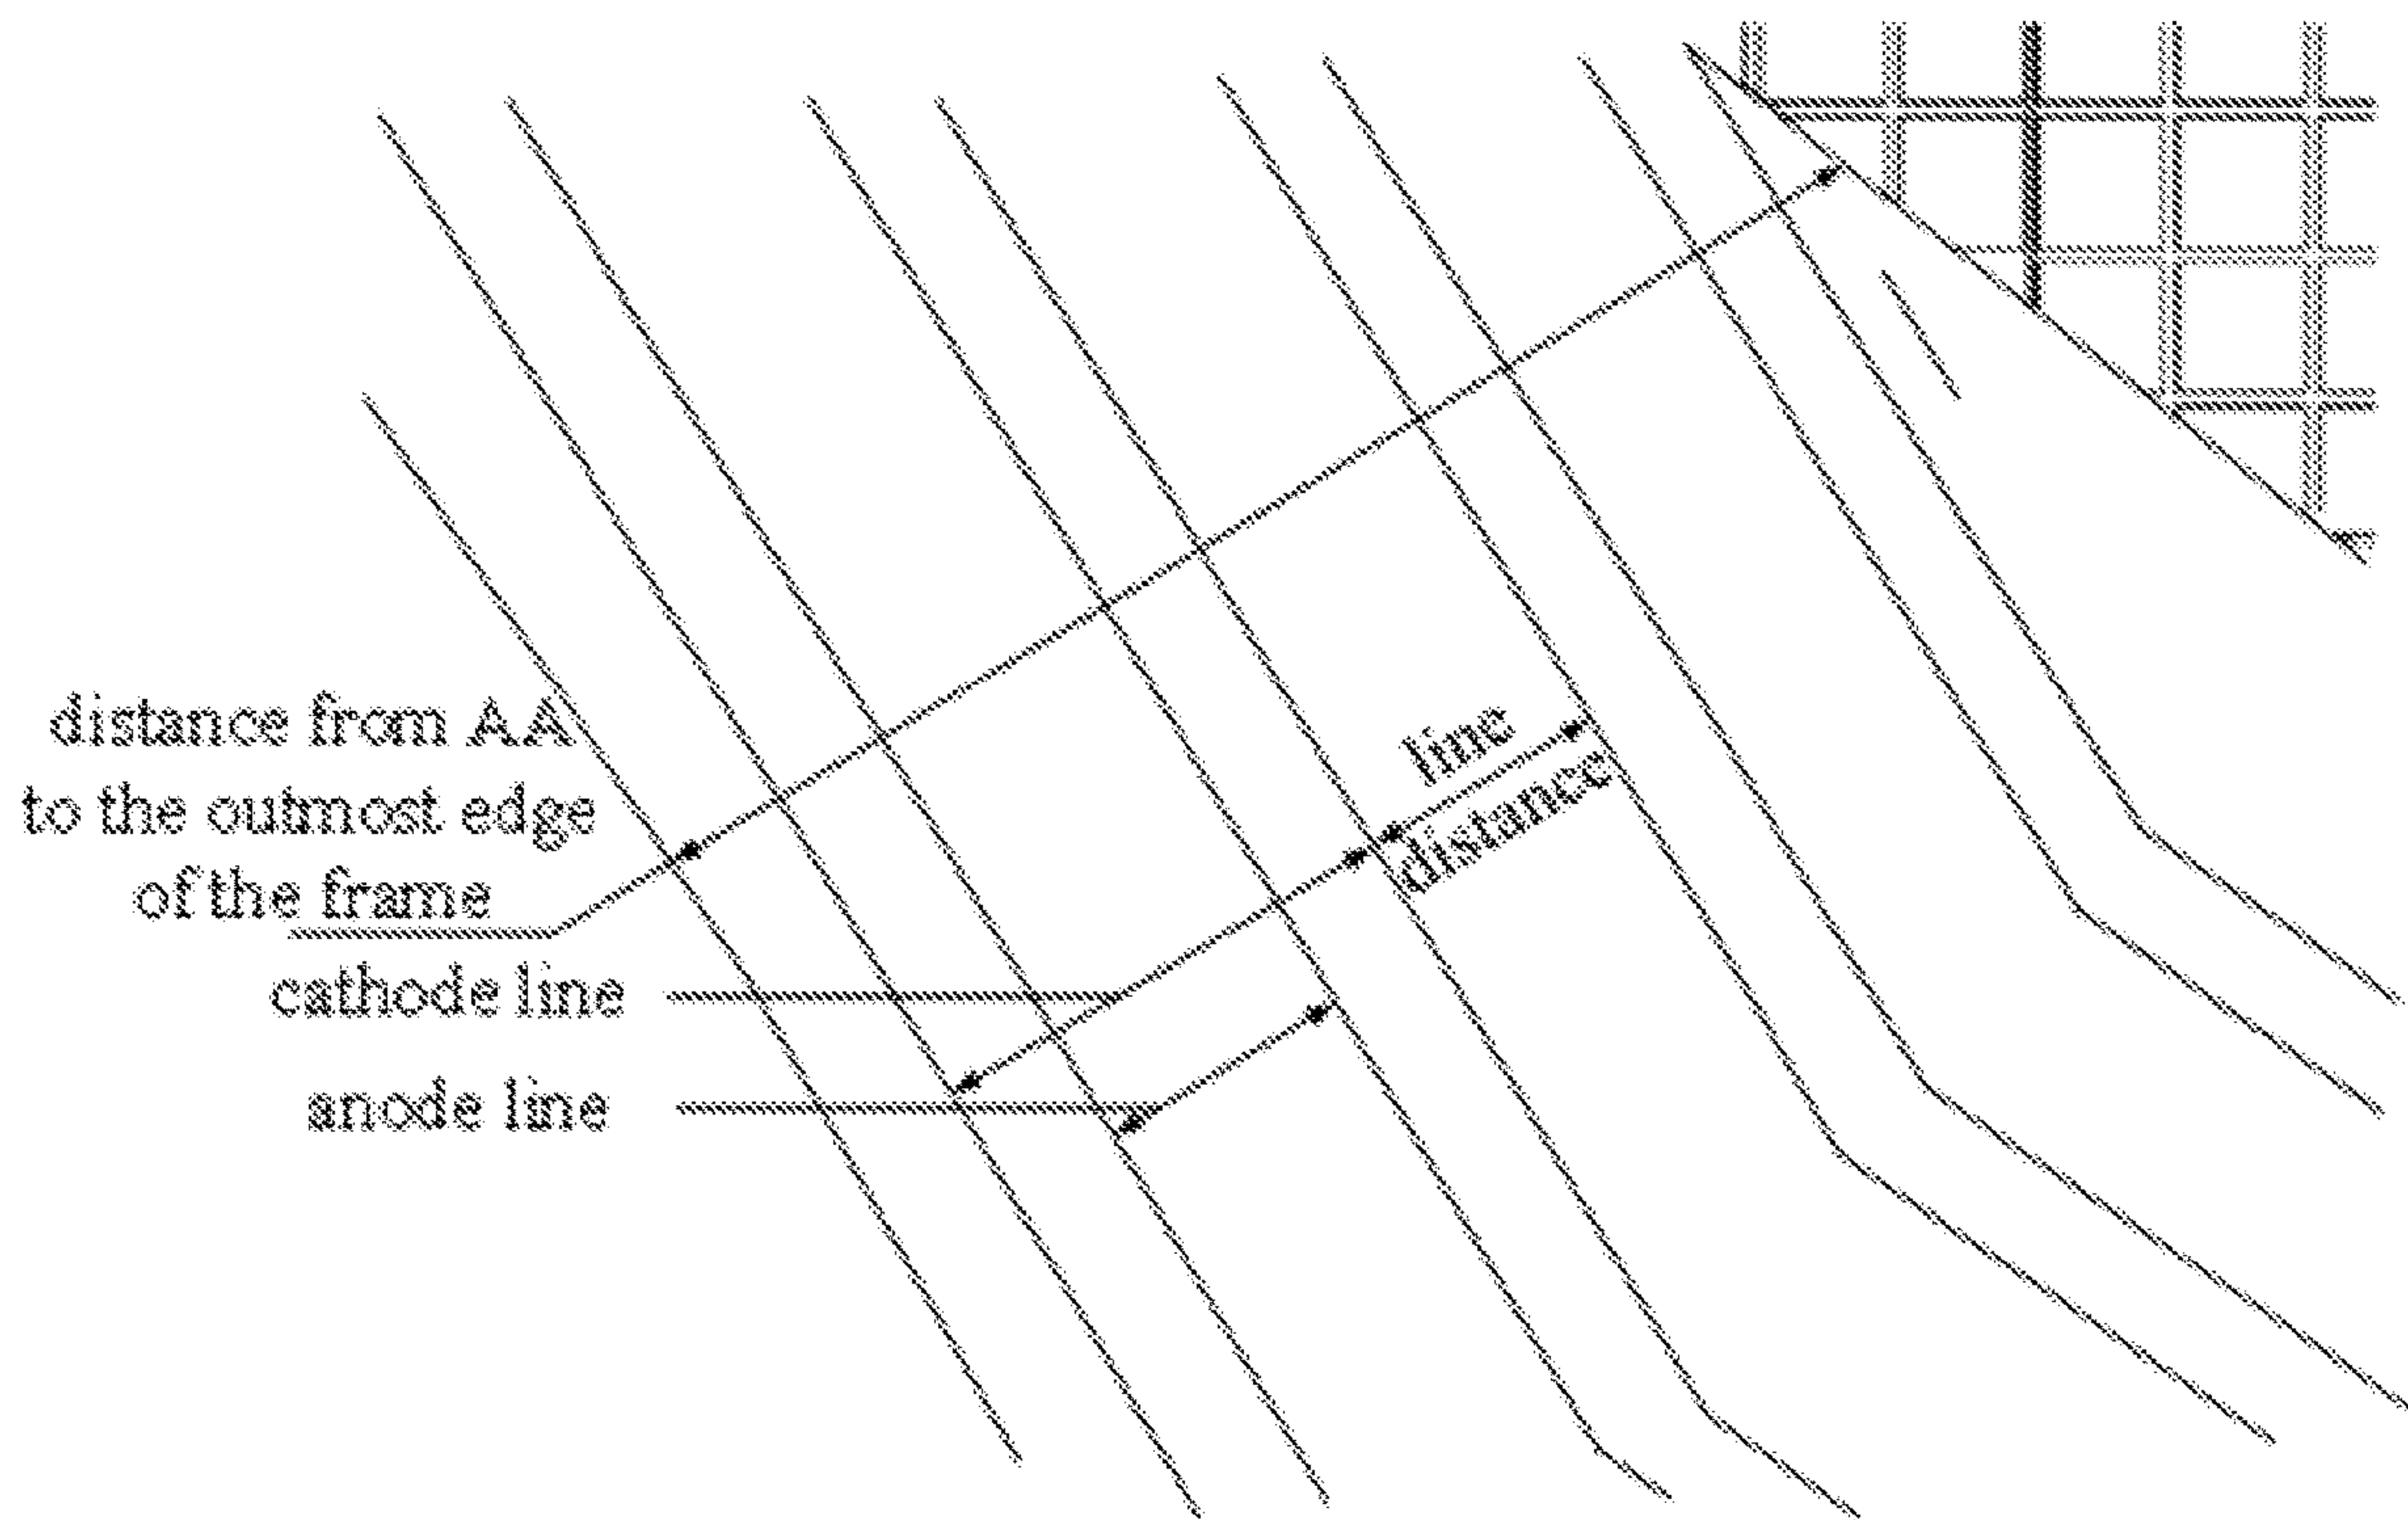 distance from AA
to the outmost edge
of the frame
cathode line
anode line
line
distance